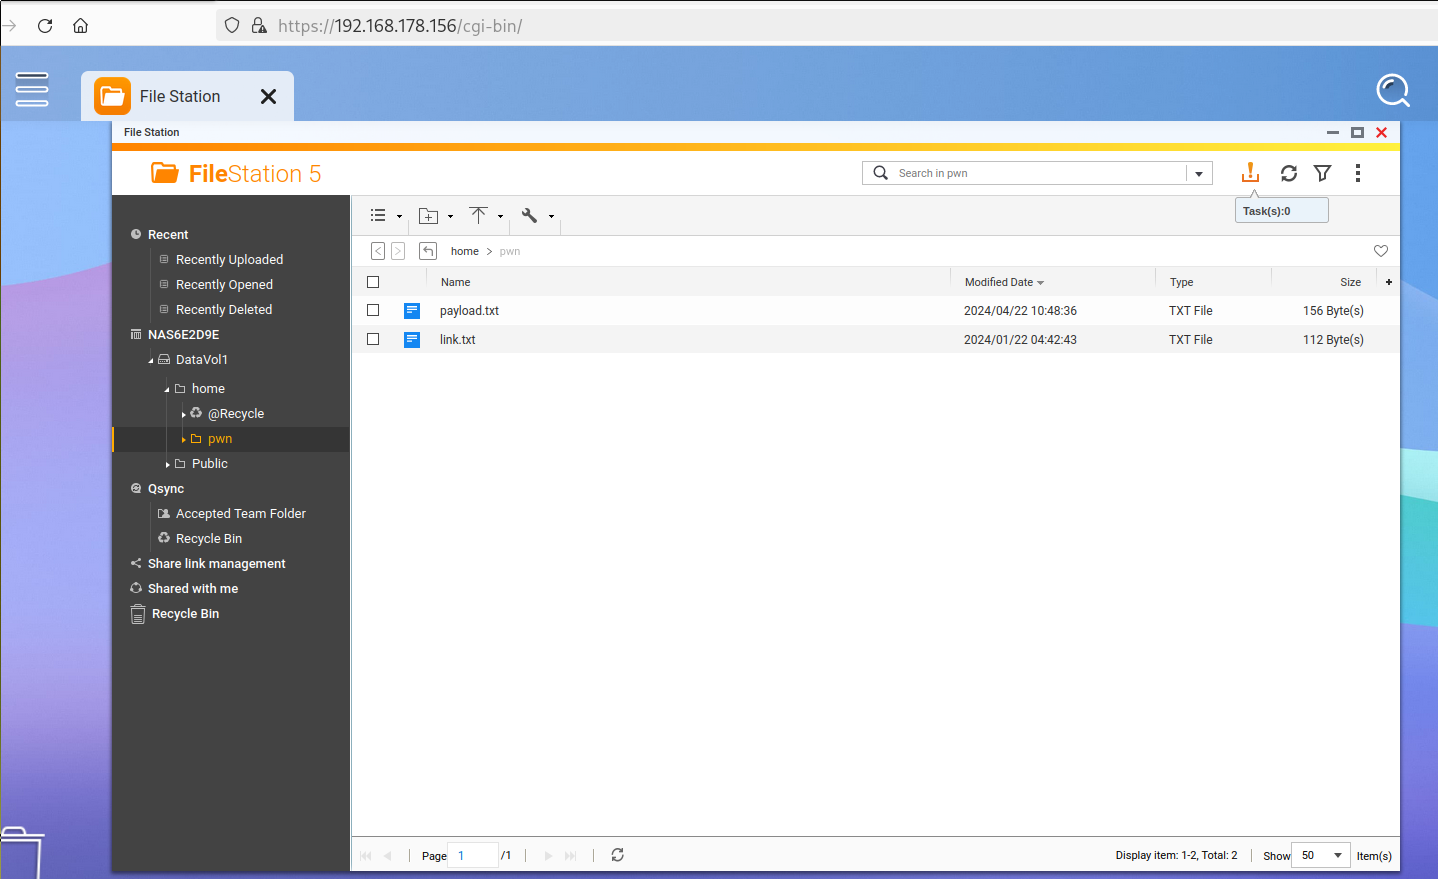 https://192.168.178.156/cgi-bin/
File Station
File Station
FileStation 5
Search in pwn
Task(s):0
Recent
Recently Uploaded
Recently Opened
Recently Deleted
NAS6E2D9E
DataVol1
home
@Recycle
pwn
Public
Qsync
Accepted Team Folder
Recycle Bin
Share link management
Shared with me
Recycle Bin
home > pwn
Name Modified Date Type Size
payload.txt 2024/04/22 10:48:36 TXT File 156 Byte(s)
link.txt 2024/01/22 04:42:43 TXT File 112 Byte(s)
Page 1 /1 Display item: 1-2, Total: 2 Show 50 Item(s)